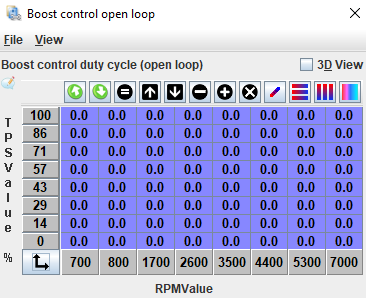 Boost control open loop
File View
Boost control duty cycle (open loop)
3D View
TPSValue %
100 0.0 0.0 0.0 0.0 0.0 0.0 0.0 0.0
86 0.0 0.0 0.0 0.0 0.0 0.0 0.0 0.0
71 0.0 0.0 0.0 0.0 0.0 0.0 0.0 0.0
57 0.0 0.0 0.0 0.0 0.0 0.0 0.0 0.0
43 0.0 0.0 0.0 0.0 0.0 0.0 0.0 0.0
29 0.0 0.0 0.0 0.0 0.0 0.0 0.0 0.0
14 0.0 0.0 0.0 0.0 0.0 0.0 0.0 0.0
0 0.0 0.0 0.0 0.0 0.0 0.0 0.0 0.0
700 800 1700 2600 3500 4400 5300 7000
RPMValue